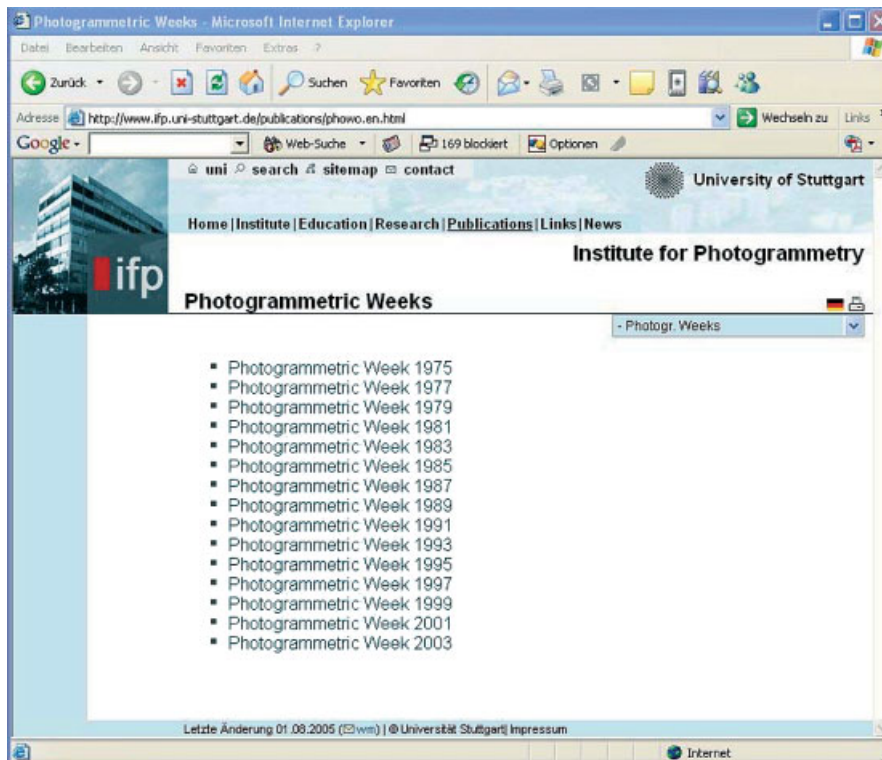 Photogrammetric Weeks - Microsoft Internet Explorer
Datei Bearbeiten Ansicht Favoriten Extras ?
Zurück Suchen Favoriten
Adresse http://www.ifp.uni-stuttgart.de/publications/phowo.en.html Wechseln zu Links
Google Web-Suche 169 blockiert Optionen
uni search sitemap contact
University of Stuttgart
Home|Institute|Education|Research|Publications|Links|News
Institute for Photogrammetry
ifp
Photogrammetric Weeks
- Photogr. Weeks
Photogrammetric Week 1975
Photogrammetric Week 1977
Photogrammetric Week 1979
Photogrammetric Week 1981
Photogrammetric Week 1983
Photogrammetric Week 1985
Photogrammetric Week 1987
Photogrammetric Week 1989
Photogrammetric Week 1991
Photogrammetric Week 1993
Photogrammetric Week 1995
Photogrammetric Week 1997
Photogrammetric Week 1999
Photogrammetric Week 2001
Photogrammetric Week 2003
Letzte Änderung 01.08.2005 (wm) | © Universität Stuttgart| Impressum
Internet